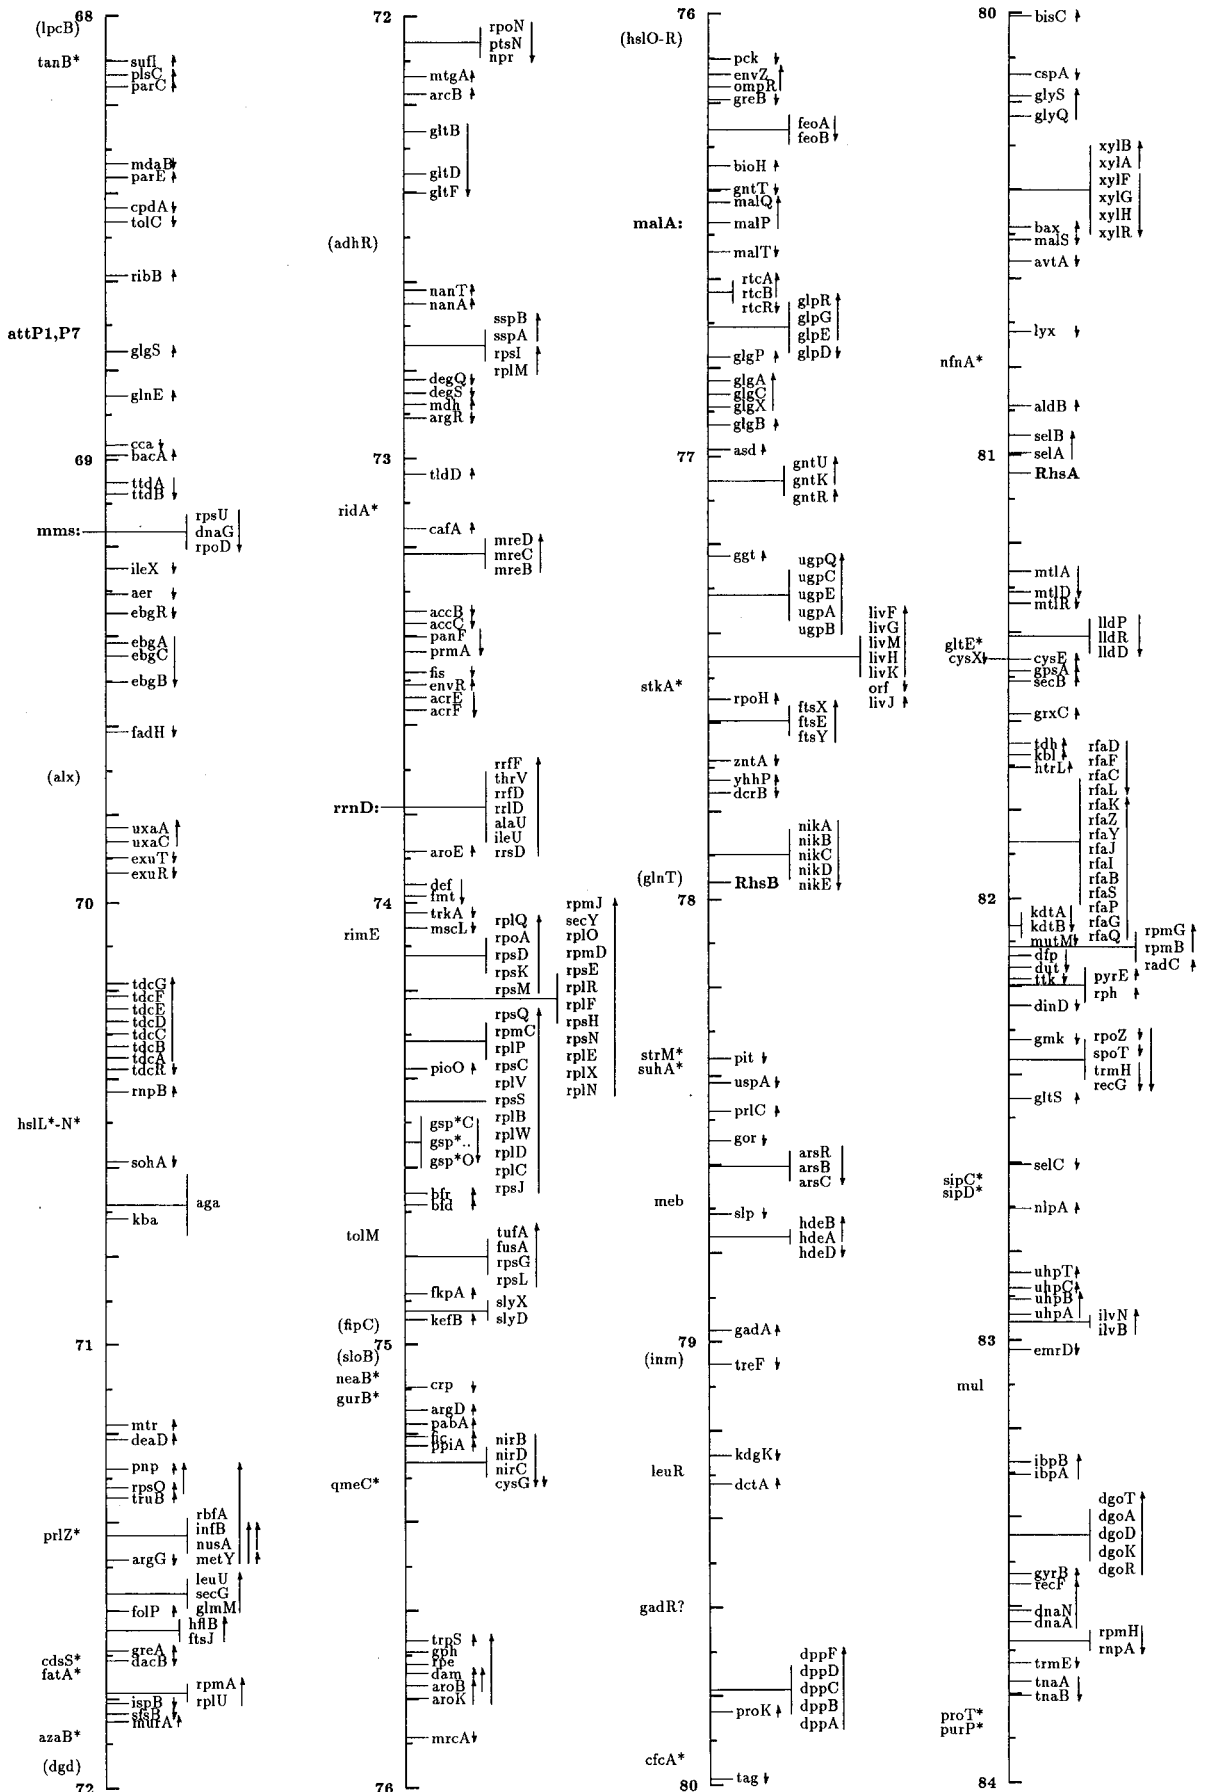 68
(lpcB)
tanB*
sufI
plsC
parC
mdaB
parE
cpdA
tolC
ribB
attP1,P7
glgS
glnE
cca
bacA
69
ttdA
ttdB
mms:
rpsU
dnaG
rpoD
ileX
aer
ebgR
ebgA
ebgC
ebgB
fadH
(alx)
uxaA
uxaC
exuT
exuR
70
tdcG
tdcF
tdcE
tdcD
tdcC
tdcB
tdcA
tdcR
rnpB
hslL*-N*
sohA
aga
kba
71
mtr
deaD
pnp
rpsO
truB
rbfA
infB
nusA
metY
prlZ*
argG
leuU
secG
glmM
folP
hflB
ftsJ
greA
dacB
cdsS*
fatA*
rpmA
rplU
ispB
sfsB
murA
azaB*
(dgd)
72
72
rpoN
ptsN
npr
mtgA
arcB
gltB
gltD
gltF
(adhR)
nanT
nanA
sspB
sspA
rpsI
rplM
degQ
degS
mdh
argR
73
tldD
ridA*
cafA
mreD
mreC
mreB
accB
accC
panF
prmA
fis
envR
acrE
acrF
rrnD:
rrfF
thrV
rrfD
rrlD
alaU
ileU
rrsD
aroE
def
fmt
74
trkA
mscL
rimE
rplQ
rpoA
rpsD
rpsK
rpsM
rpmJ
secY
rplO
rpmD
rpsE
rplR
rplF
rpsH
rpsN
rplE
rplX
rplN
rpsQ
rpmC
rplP
rpsC
rplV
rpsS
rplB
rplW
rplD
rplC
rpsJ
pioO
gsp*C
gsp*..
gsp*O
bfr
bfd
tolM
tufA
fusA
rpsG
rpsL
fkpA
slyX
slyD
kefB
(fipC)
75
(sloB)
neaB*
gurB*
crp
argD
pabA
fic
ppiA
nirB
nirD
nirC
cysG
qmeC*
trpS
gph
rpe
dam
aroB
aroK
mrcA
76
76
(hslO-R)
pck
envZ
ompR
greB
feoA
feoB
bioH
gntT
malQ
malA:
malP
malT
rtcA
rtcB
rtcR
glpR
glpG
glpE
glpD
glgP
glgA
glgC
glgX
glgB
77
asd
gntU
gntK
gntR
ggt
ugpQ
ugpC
ugpE
ugpA
ugpB
livF
livG
livM
livH
livK
orf
livJ
stkA*
rpoH
ftsX
ftsE
ftsY
zntA
yhhP
dcrB
nikA
nikB
nikC
nikD
nikE
(glnT)
RhsB
78
strM*
suhA*
pit
uspA
prlC
gor
arsR
arsB
arsC
meb
slp
hdeB
hdeA
hdeD
gadA
79
(inm)
treF
kdgK
leuR
dctA
gadR?
dppF
dppD
dppC
dppB
dppA
proK
cfcA*
tag
80
80
bisC
cspA
glyS
glyQ
xylB
xylA
xylF
xylG
xylH
xylR
bax
malS
avtA
lyx
nfnA*
aldB
selB
81
selA
RhsA
mtlA
mtlD
mtlR
lldP
lldR
lldD
gltE*
cysX
cysE
gpsA
secB
grxC
tdh
kbl
htrL
rfaD
rfaF
rfaC
rfaL
rfaK
rfaZ
rfaY
rfaJ
rfaI
rfaB
rfaS
rfaP
rfaG
rfaQ
82
kdtA
kdtB
mutM
rpmG
rpmB
radC
dfp
dut
ttk
pyrE
rph
dinD
gmk
rpoZ
spoT
trmH
recG
gltS
selC
sipC*
sipD*
nlpA
uhpT
uhpC
uhpB
uhpA
ilvN
ilvB
83
emrD
mul
ibpB
ibpA
dgoT
dgoA
dgoD
dgoK
dgoR
gyrB
recF
dnaN
dnaA
rpmH
rnpA
trmE
tnaA
tnaB
proT*
purP*
84